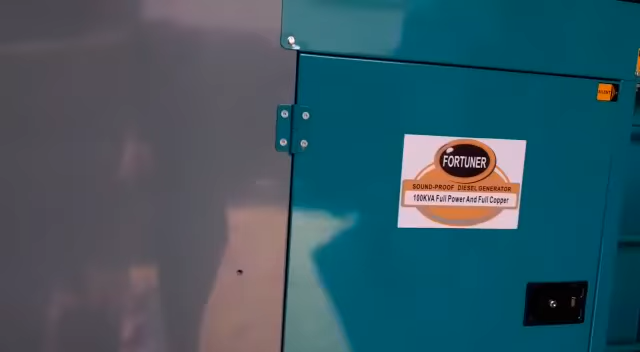 FORTUNER
SOUND-PROOF DIESEL GENERATOR
100KVA Full Power And Full Copper